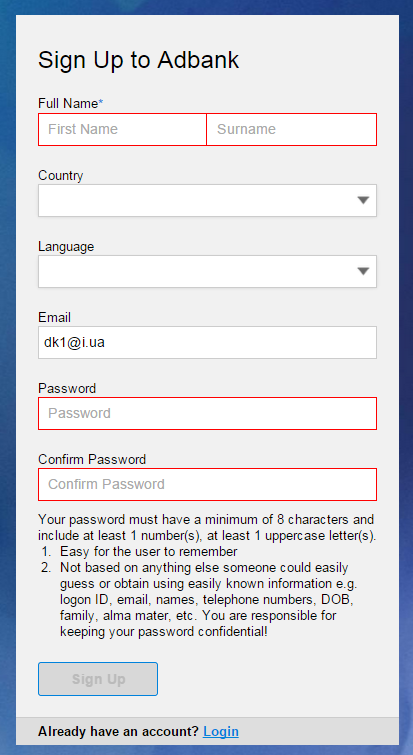 Sign Up to Adbank
Full Name*
First Name Surname
Country
Language
Email
dk1@i.ua
Password
Password
Confirm Password
Confirm Password
Your password must have a minimum of 8 characters and
include at least 1 number(s), at least 1 uppercase letter(s).
1. Easy for the user to remember
2. Not based on anything else someone could easily
guess or obtain using easily known information e.g.
logon ID, email, names, telephone numbers, DOB,
family, alma mater, etc. You are responsible for
keeping your password confidential!
Sign Up
Already have an account? Login